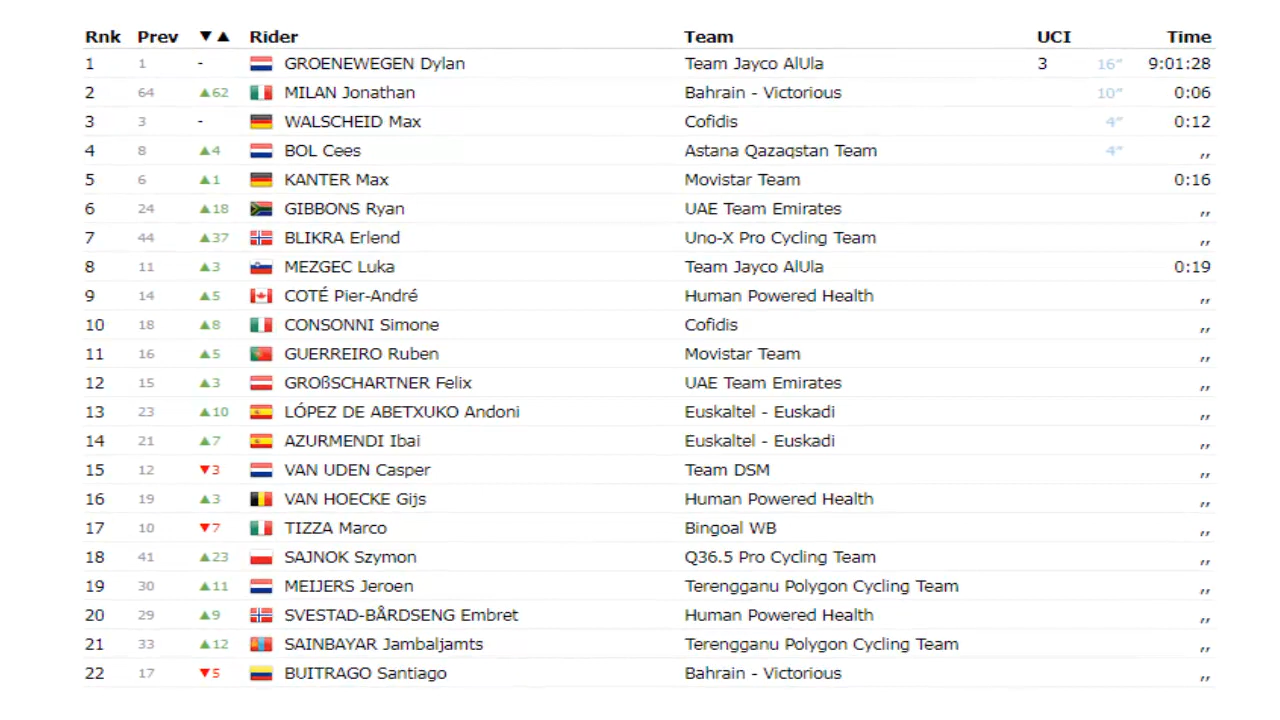 Rnk Prev ▼▲ Rider Team UCI Time
1 1 - GROENEWEGEN Dylan Team Jayco AlUla 3 16″ 9:01:28
2 64 ▲62 MILAN Jonathan Bahrain - Victorious 10″ 0:06
3 3 - WALSCHEID Max Cofidis 4″ 0:12
4 8 ▲4 BOL Cees Astana Qazaqstan Team 4″ ,,
5 6 ▲1 KANTER Max Movistar Team 0:16
6 24 ▲18 GIBBONS Ryan UAE Team Emirates ,,
7 44 ▲37 BLIKRA Erlend Uno-X Pro Cycling Team ,,
8 11 ▲3 MEZGEC Luka Team Jayco AlUla 0:19
9 14 ▲5 COTÉ Pier-André Human Powered Health ,,
10 18 ▲8 CONSONNI Simone Cofidis ,,
11 16 ▲5 GUERREIRO Ruben Movistar Team ,,
12 15 ▲3 GROßSCHARTNER Felix UAE Team Emirates ,,
13 23 ▲10 LÓPEZ DE ABETXUKO Andoni Euskaltel - Euskadi ,,
14 21 ▲7 AZURMENDI Ibai Euskaltel - Euskadi ,,
15 12 ▼3 VAN UDEN Casper Team DSM ,,
16 19 ▲3 VAN HOECKE Gijs Human Powered Health ,,
17 10 ▼7 TIZZA Marco Bingoal WB ,,
18 41 ▲23 SAJNOK Szymon Q36.5 Pro Cycling Team ,,
19 30 ▲11 MEIJERS Jeroen Terengganu Polygon Cycling Team ,,
20 29 ▲9 SVESTAD-BÅRDSENG Embret Human Powered Health ,,
21 33 ▲12 SAINBAYAR Jambaljamts Terengganu Polygon Cycling Team ,,
22 17 ▼5 BUITRAGO Santiago Bahrain - Victorious ,,